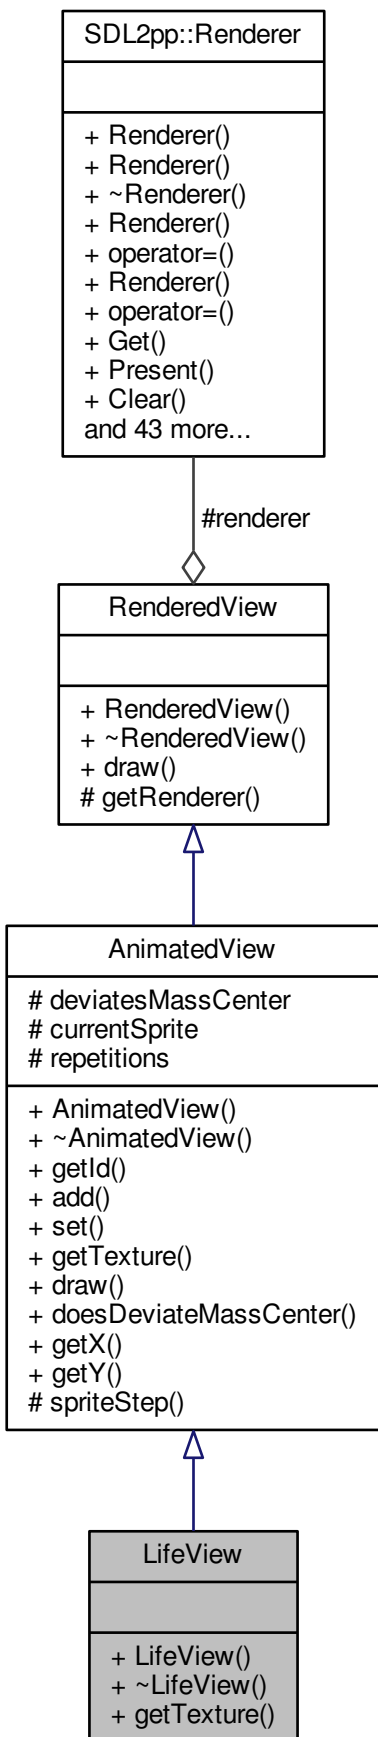 SDL2pp::Renderer
+ Renderer()
+ Renderer()
+ ~Renderer()
+ Renderer()
+ operator=()
+ Renderer()
+ operator=()
+ Get()
+ Present()
+ Clear()
and 43 more...
#renderer
RenderedView
+ RenderedView()
+ ~RenderedView()
+ draw()
# getRenderer()
AnimatedView
# deviatesMassCenter
# currentSprite
# repetitions
+ AnimatedView()
+ ~AnimatedView()
+ getId()
+ add()
+ set()
+ getTexture()
+ draw()
+ doesDeviateMassCenter()
+ getX()
+ getY()
# spriteStep()
LifeView
+ LifeView()
+ ~LifeView()
+ getTexture()